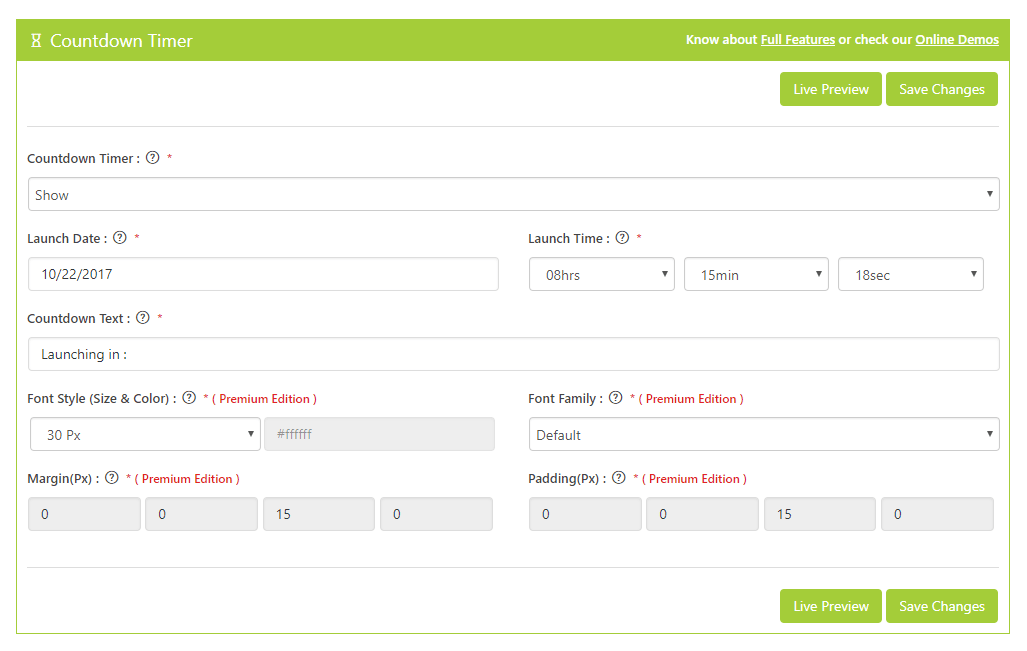 Countdown Timer
Know about Full Features or check our Online Demos
Live Preview
Save Changes
Countdown Timer : ? *
Show
Launch Date : ? *
Launch Time : ? *
10/22/2017
08hrs
15min
18sec
Countdown Text : ? *
Launching in :
Font Style (Size & Color) : ? * ( Premium Edition )
Font Family : ? * ( Premium Edition )
30 Px
#ffffff
Default
Margin(Px) : ? * ( Premium Edition )
Padding(Px) : ? * ( Premium Edition )
0
0
15
0
0
0
15
0
Live Preview
Save Changes